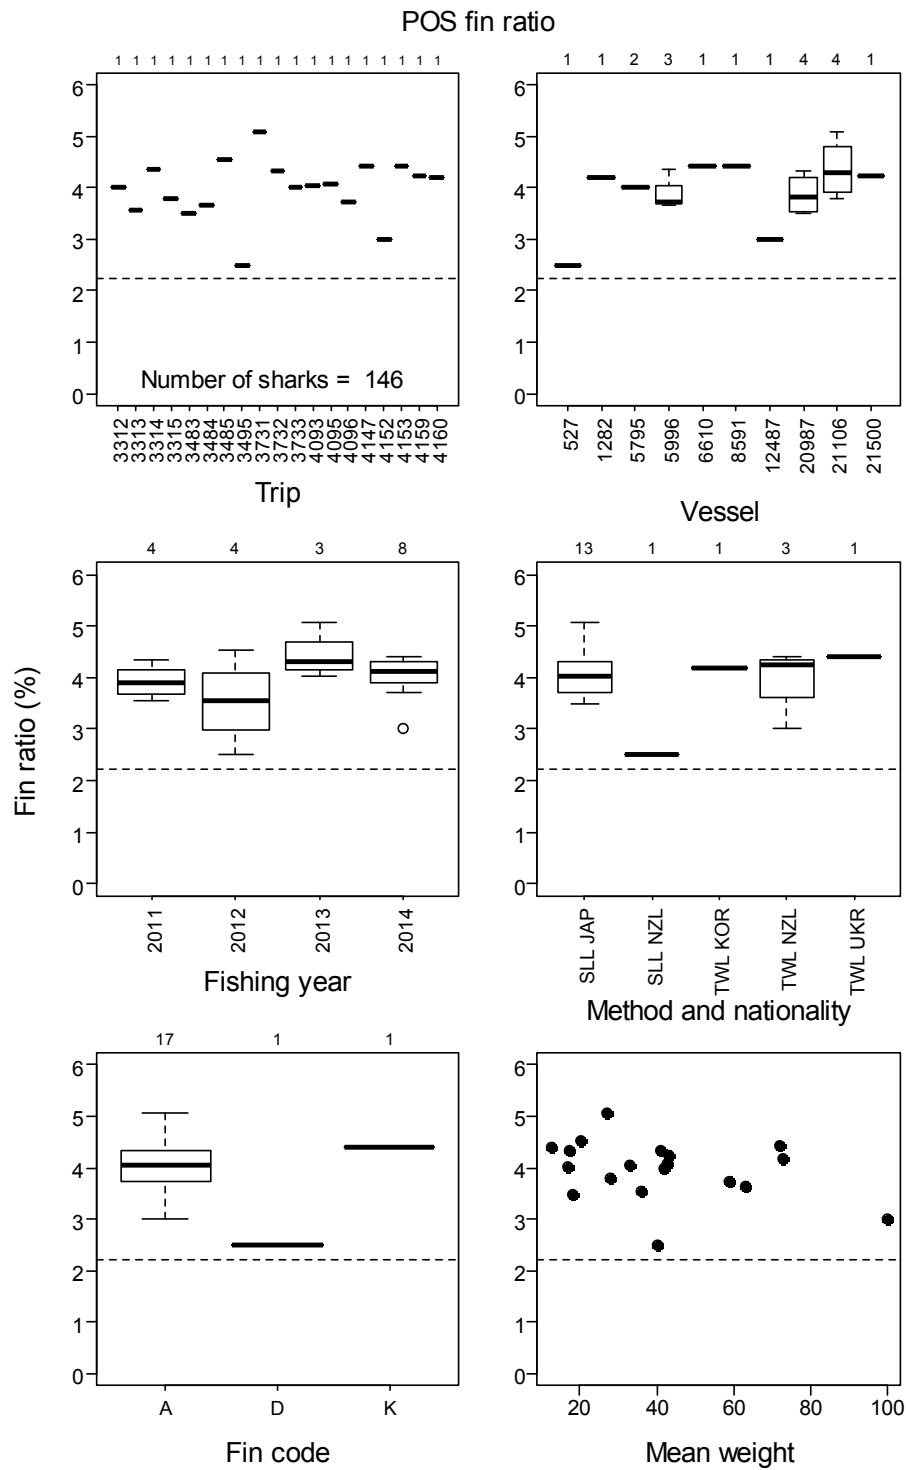 POS fin ratio
1 1 1 1 1 1 1 1 1 1 1 1 1 1 1 1 1 1 1
6
5
4
3
2
1
0
Number of sharks = 146
3312 3313 3314 3315 3483 3484 3485 3495 3731 3732 3733 4093 4095 4096 4147 4152 4153 4159 4160
Trip
1 1 2 3 1 1 1 4 4 1
6
5
4
3
2
1
0
527 1282 5795 5996 6610 8591 12487 20987 21106 21500
Vessel
Fin ratio (%)
4 4 3 8
6
5
4
3
2
1
0
2011 2012 2013 2014
Fishing year
13 1 1 3 1
6
5
4
3
2
1
0
SLL JAP SLL NZL TWL KOR TWL NZL TWL UKR
Method and nationality
17 1 1
6
5
4
3
2
1
0
A D K
Fin code
6
5
4
3
2
1
0
20 40 60 80 100
Mean weight